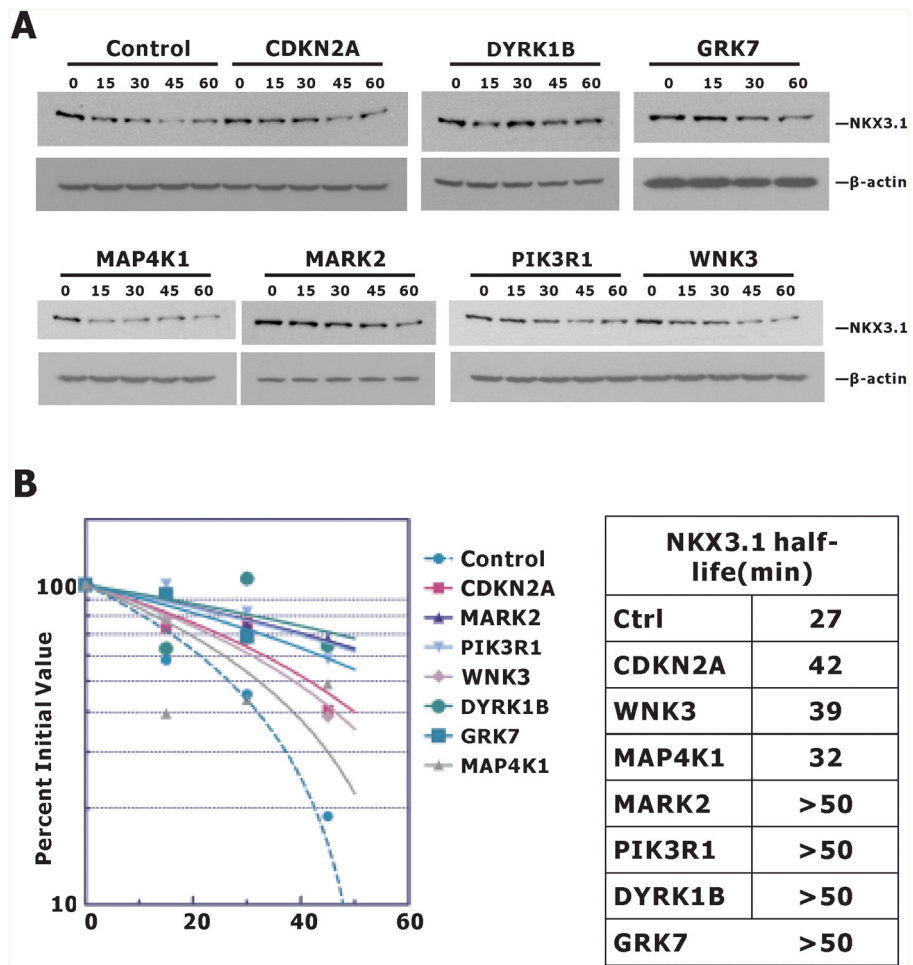 A
Control CDKN2A DYRK1B GRK7
0 15 30 45 60 0 15 30 45 60 0 15 30 45 60 0 15 30 60
—NKX3.1
—β-actin
MAP4K1 MARK2 PIK3R1 WNK3
0 15 30 45 60 0 15 30 45 60 0 15 30 45 60 0 15 30 45 60
—NKX3.1
—β-actin
B
Percent Initial Value
100
10
0 20 40 60
Control
CDKN2A
MARK2
PIK3R1
WNK3
DYRK1B
GRK7
MAP4K1
NKX3.1 half-
life(min)
Ctrl 27
CDKN2A 42
WNK3 39
MAP4K1 32
MARK2 >50
PIK3R1 >50
DYRK1B >50
GRK7 >50